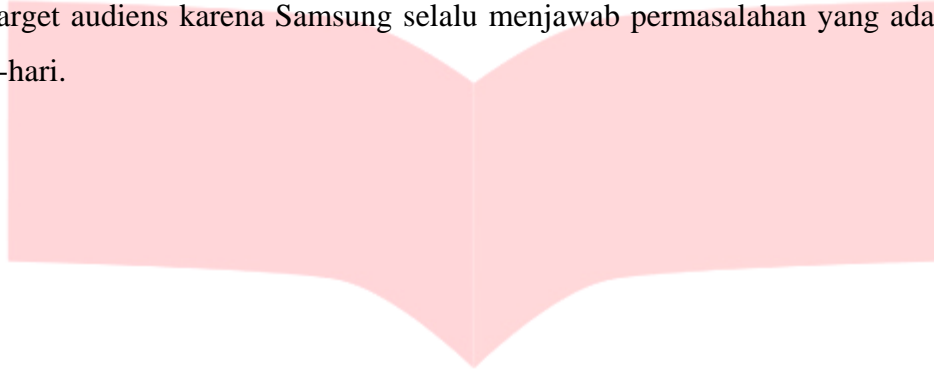 arget audiens karena Samsung selalu menjawab permasalahan yang ada
-hari.